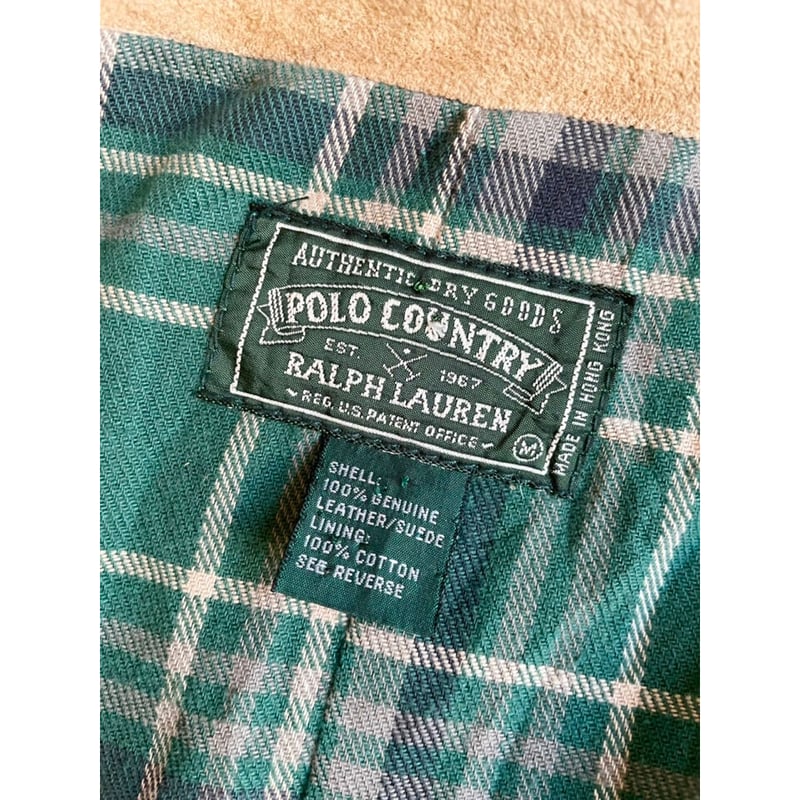 AUTHENTIC DRY GOODS
POLO COUNTRY
EST. 1967
RALPH LAUREN
REG. U.S. PATENT OFFICE
M
MADE IN HONG KONG
SHELL:
100% GENUINE
LEATHER/SUEDE
LINING:
100% COTTON
SEE REVERSE